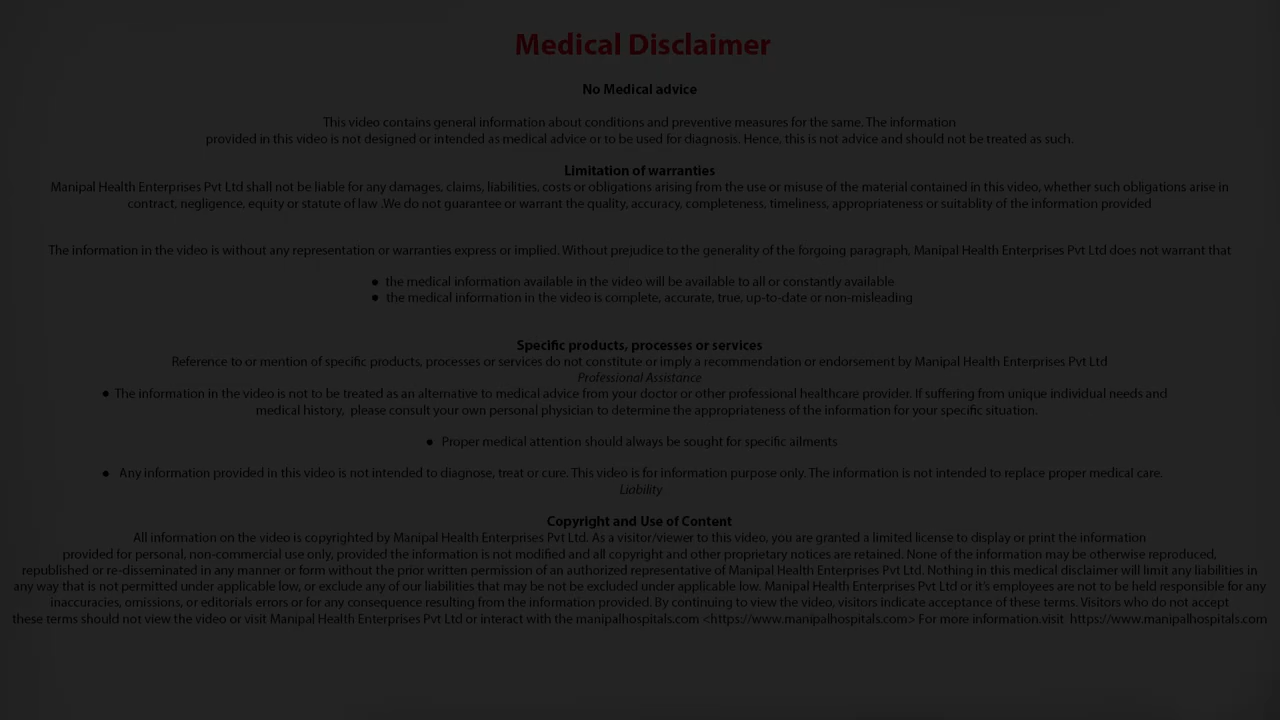 Medical Disclaimer
No Medical advice
This video contains general information about conditions and preventive measures for the same. The information
provided in this video is not designed or intended as medical advice or to be used for diagnosis. Hence, this is not advice and should not be treated as such.
Limitation of warranties
Manipal Health Enterprises Pvt Ltd shall not be liable for any damages, claims, liabilities, costs or obligations arising from the use or misuse of the material contained in this video, whether such obligations arise in
contract, negligence, equity or statute of law .We do not guarantee or warrant the quality, accuracy, completeness, timeliness, appropriateness or suitablity of the information provided
The information in the video is without any representation or warranties express or implied. Without prejudice to the generality of the forgoing paragraph, Manipal Health Enterprises Pvt Ltd does not warrant that
● the medical information available in the video will be available to all or constantly available
● the medical information in the video is complete, accurate, true, up-to-date or non-misleading
Specific products, processes or services
Reference to or mention of specific products, processes or services do not constitute or imply a recommendation or endorsement by Manipal Health Enterprises Pvt Ltd
Professional Assistance
● The information in the video is not to be treated as an alternative to medical advice from your doctor or other professional healthcare provider. If suffering from unique individual needs and
medical history, please consult your own personal physician to determine the appropriateness of the information for your specific situation.
● Proper medical attention should always be sought for specific ailments
● Any information provided in this video is not intended to diagnose, treat or cure. This video is for information purpose only. The information is not intended to replace proper medical care.
Liability
Copyright and Use of Content
All information on the video is copyrighted by Manipal Health Enterprises Pvt Ltd. As a visitor/viewer to this video, you are granted a limited license to display or print the information
provided for personal, non-commercial use only, provided the information is not modified and all copyright and other proprietary notices are retained. None of the information may be otherwise reproduced,
republished or re-disseminated in any manner or form without the prior written permission of an authorized representative of Manipal Health Enterprises Pvt Ltd. Nothing in this medical disclaimer will limit any liabilities in
any way that is not permitted under applicable low, or exclude any of our liabilities that may be not be excluded under applicable low. Manipal Health Enterprises Pvt Ltd or it's employees are not to be held responsible for any
inaccuracies, omissions, or editorials errors or for any consequence resulting from the information provided. By continuing to view the video, visitors indicate acceptance of these terms. Visitors who do not accept
these terms should not view the video or visit Manipal Health Enterprises Pvt Ltd or interact with the manipalhospitals.com <https://www.manipalhospitals.com> For more information.visit https://www.manipalhospitals.com